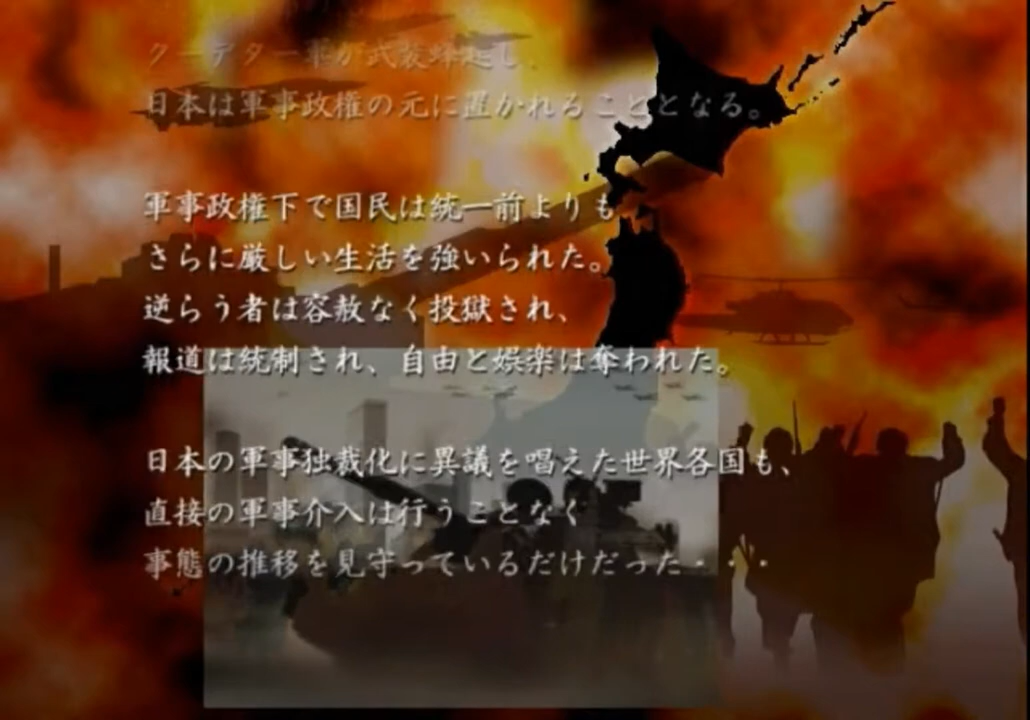 クーデター軍が武装蜂起し、
日本は軍事政権の元に置かれることとなる。
軍事政権下で国民は統一前よりも
さらに厳しい生活を強いられた。
逆らう者は容赦なく投獄され、
報道は統制され、自由と娯楽は奪われた。
日本の軍事独裁化に異議を唱えた世界各国も、
直接の軍事介入は行うことなく
事態の推移を見守っているだけだった・・・